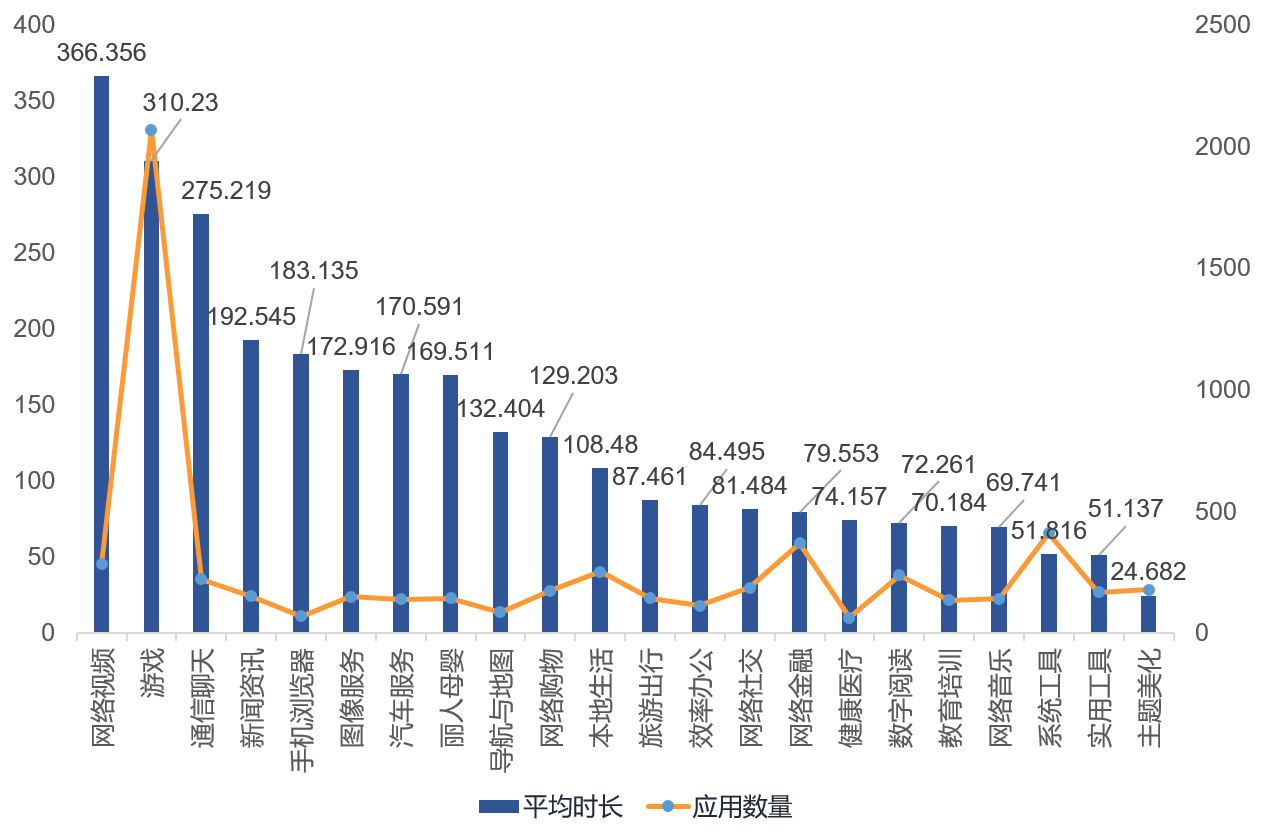 400
350
300
250
200
150
100
50
0
2500
2000
1500
1000
500
0
366.356
310.23
275.219
192.545
183.135
172.916
170.591
169.511
132.404
129.203
108.48
87.461
84.495
81.484
79.553
74.157
72.261
70.184
69.741
51.816
51.137
24.682
网络视频
游戏
通信聊天
新闻资讯
手机浏览器
图像服务
汽车服务
丽人母婴
导航与地图
网络购物
本地生活
旅游出行
效率办公
网络社交
网络金融
健康医疗
数字阅读
教育培训
网络音乐
系统工具
实用工具
主题美化
平均时长
应用数量